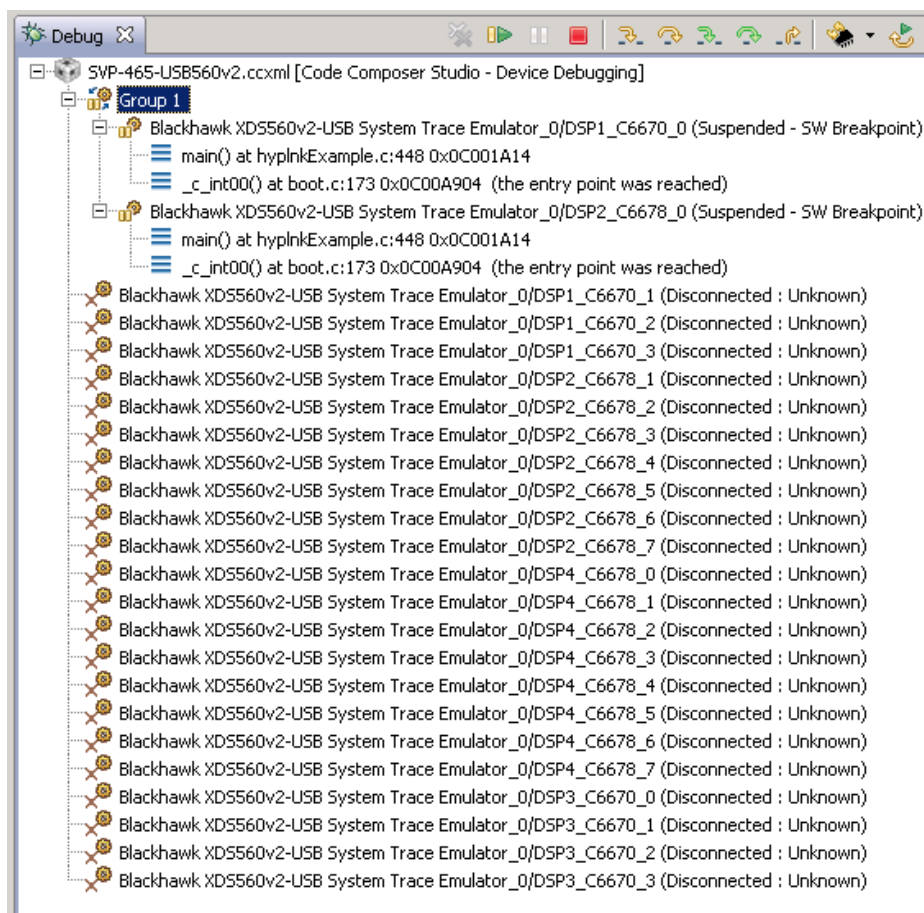 Debug
SVP-465-USB560v2.ccxml [Code Composer Studio - Device Debugging]
Group 1
Blackhawk XDS560v2-USB System Trace Emulator_0/DSP1_C6670_0 (Suspended - SW Breakpoint)
main() at hyplnkExample.c:448 0x0C001A14
_c_int00() at boot.c:173 0x0C00A904 (the entry point was reached)
Blackhawk XDS560v2-USB System Trace Emulator_0/DSP2_C6678_0 (Suspended - SW Breakpoint)
main() at hyplnkExample.c:448 0x0C001A14
_c_int00() at boot.c:173 0x0C00A904 (the entry point was reached)
Blackhawk XDS560v2-USB System Trace Emulator_0/DSP1_C6670_1 (Disconnected : Unknown)
Blackhawk XDS560v2-USB System Trace Emulator_0/DSP1_C6670_2 (Disconnected : Unknown)
Blackhawk XDS560v2-USB System Trace Emulator_0/DSP1_C6670_3 (Disconnected : Unknown)
Blackhawk XDS560v2-USB System Trace Emulator_0/DSP2_C6678_1 (Disconnected : Unknown)
Blackhawk XDS560v2-USB System Trace Emulator_0/DSP2_C6678_2 (Disconnected : Unknown)
Blackhawk XDS560v2-USB System Trace Emulator_0/DSP2_C6678_3 (Disconnected : Unknown)
Blackhawk XDS560v2-USB System Trace Emulator_0/DSP2_C6678_4 (Disconnected : Unknown)
Blackhawk XDS560v2-USB System Trace Emulator_0/DSP2_C6678_5 (Disconnected : Unknown)
Blackhawk XDS560v2-USB System Trace Emulator_0/DSP2_C6678_6 (Disconnected : Unknown)
Blackhawk XDS560v2-USB System Trace Emulator_0/DSP2_C6678_7 (Disconnected : Unknown)
Blackhawk XDS560v2-USB System Trace Emulator_0/DSP4_C6678_0 (Disconnected : Unknown)
Blackhawk XDS560v2-USB System Trace Emulator_0/DSP4_C6678_1 (Disconnected : Unknown)
Blackhawk XDS560v2-USB System Trace Emulator_0/DSP4_C6678_2 (Disconnected : Unknown)
Blackhawk XDS560v2-USB System Trace Emulator_0/DSP4_C6678_3 (Disconnected : Unknown)
Blackhawk XDS560v2-USB System Trace Emulator_0/DSP4_C6678_4 (Disconnected : Unknown)
Blackhawk XDS560v2-USB System Trace Emulator_0/DSP4_C6678_5 (Disconnected : Unknown)
Blackhawk XDS560v2-USB System Trace Emulator_0/DSP4_C6678_6 (Disconnected : Unknown)
Blackhawk XDS560v2-USB System Trace Emulator_0/DSP4_C6678_7 (Disconnected : Unknown)
Blackhawk XDS560v2-USB System Trace Emulator_0/DSP3_C6670_0 (Disconnected : Unknown)
Blackhawk XDS560v2-USB System Trace Emulator_0/DSP3_C6670_1 (Disconnected : Unknown)
Blackhawk XDS560v2-USB System Trace Emulator_0/DSP3_C6670_2 (Disconnected : Unknown)
Blackhawk XDS560v2-USB System Trace Emulator_0/DSP3_C6670_3 (Disconnected : Unknown)